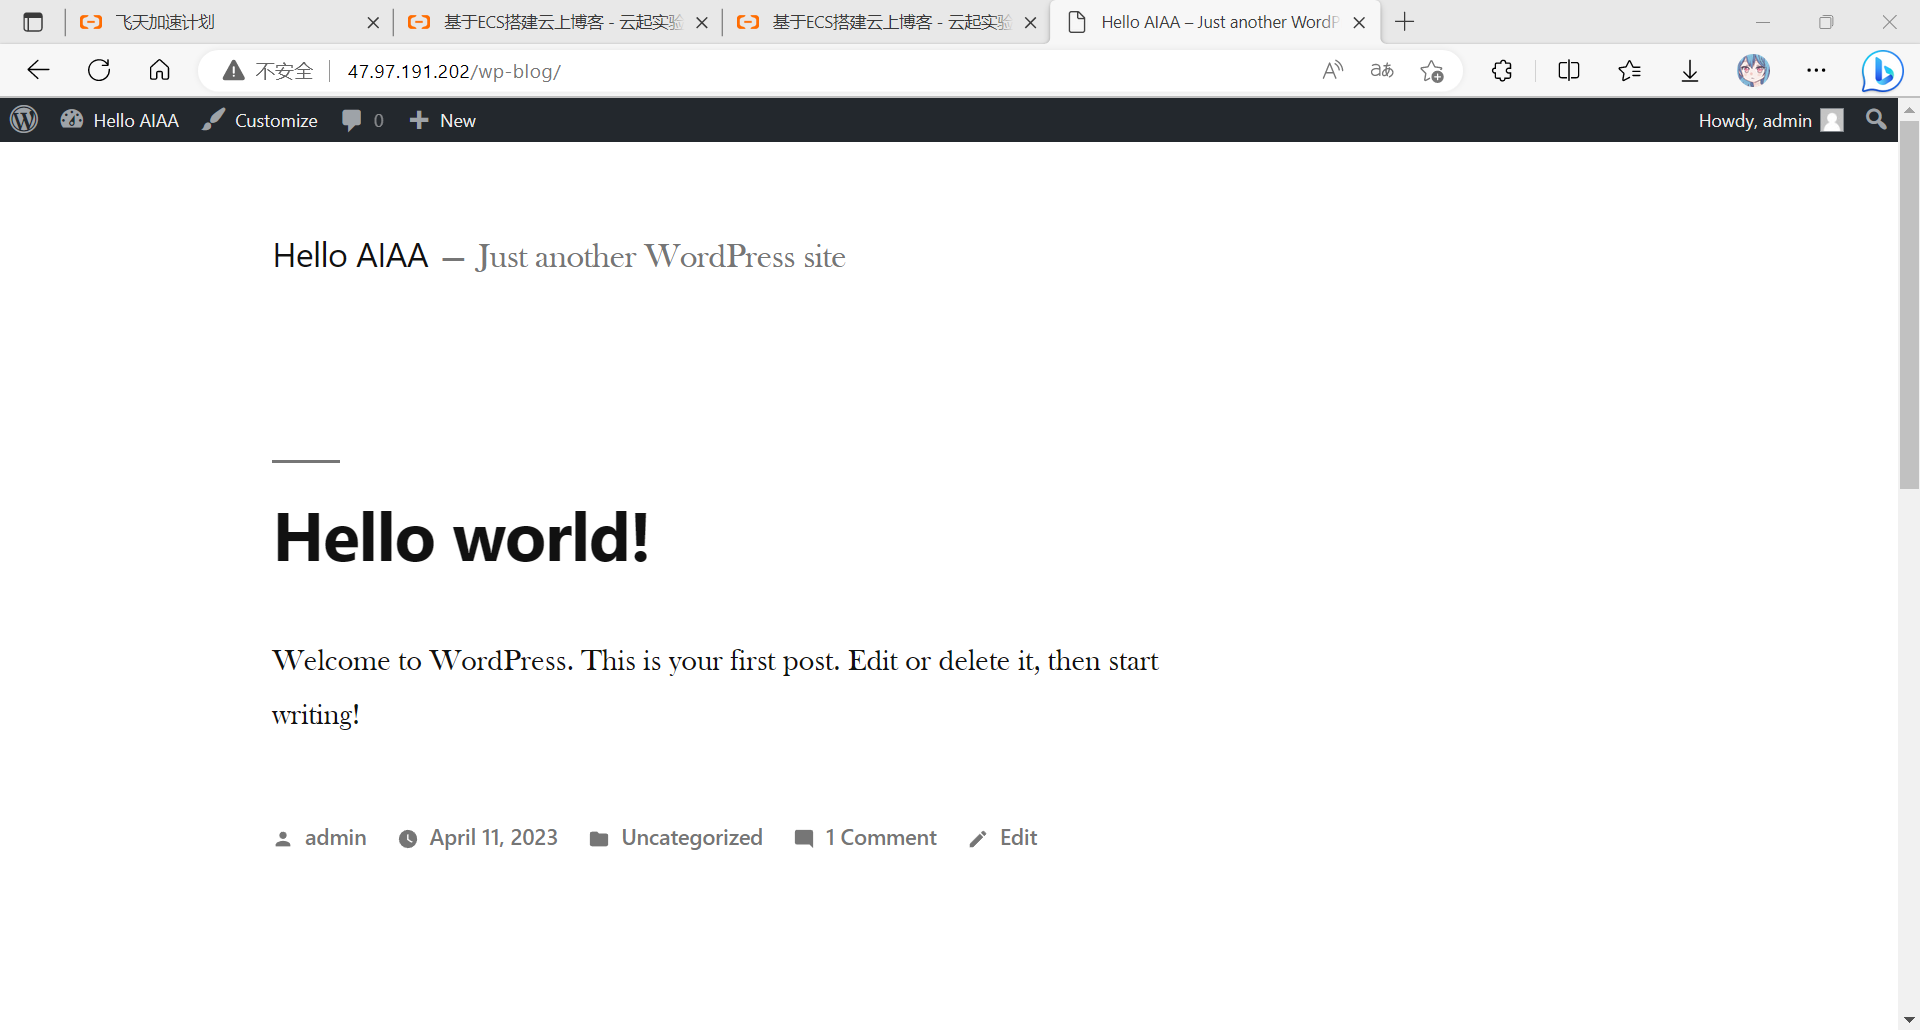 飞天加速计划
基于ECS搭建云上博客 - 云起实验
基于ECS搭建云上博客 - 云起实验
Hello AIAA – Just another WordP
不安全
47.97.191.202/wp-blog/
Hello AIAA
Customize
0
New
Howdy, admin
Hello AIAA — Just another WordPress site
Hello world!
Welcome to WordPress. This is your first post. Edit or delete it, then start
writing!
admin April 11, 2023 Uncategorized 1 Comment Edit